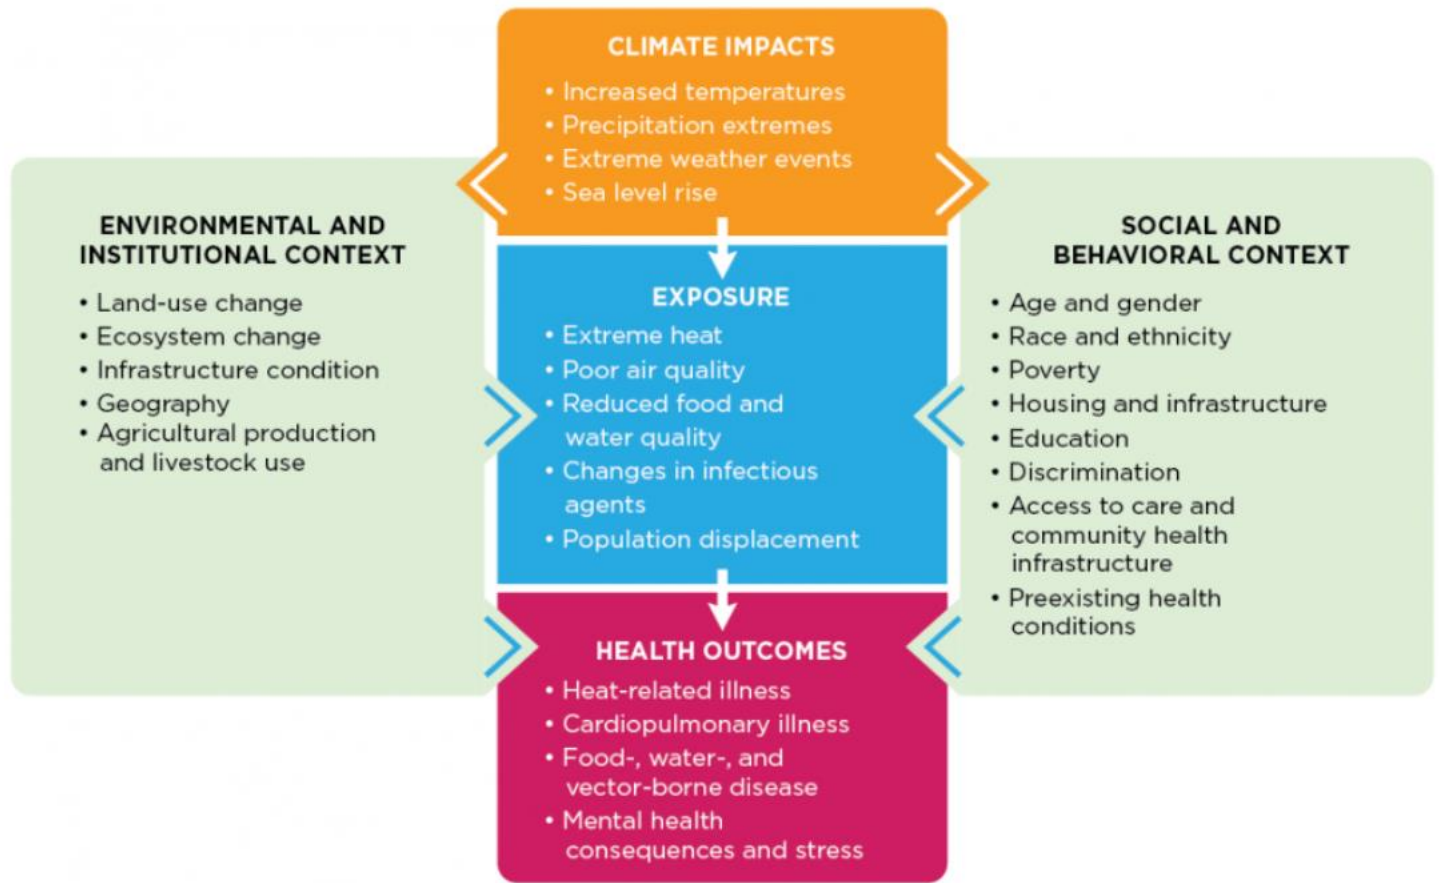 CLIMATE IMPACTS
• Increased temperatures
• Precipitation extremes
• Extreme weather events
• Sea level rise
ENVIRONMENTAL AND
INSTITUTIONAL CONTEXT
• Land-use change
• Ecosystem change
• Infrastructure condition
• Geography
• Agricultural production
and livestock use
EXPOSURE
• Extreme heat
• Poor air quality
• Reduced food and
water quality
• Changes in infectious
agents
• Population displacement
SOCIAL AND
BEHAVIORAL CONTEXT
• Age and gender
• Race and ethnicity
• Poverty
• Housing and infrastructure
• Education
• Discrimination
• Access to care and
community health
infrastructure
• Preexisting health
conditions
HEALTH OUTCOMES
• Heat-related illness
• Cardiopulmonary illness
• Food-, water-, and
vector-borne disease
• Mental health
consequences and stress